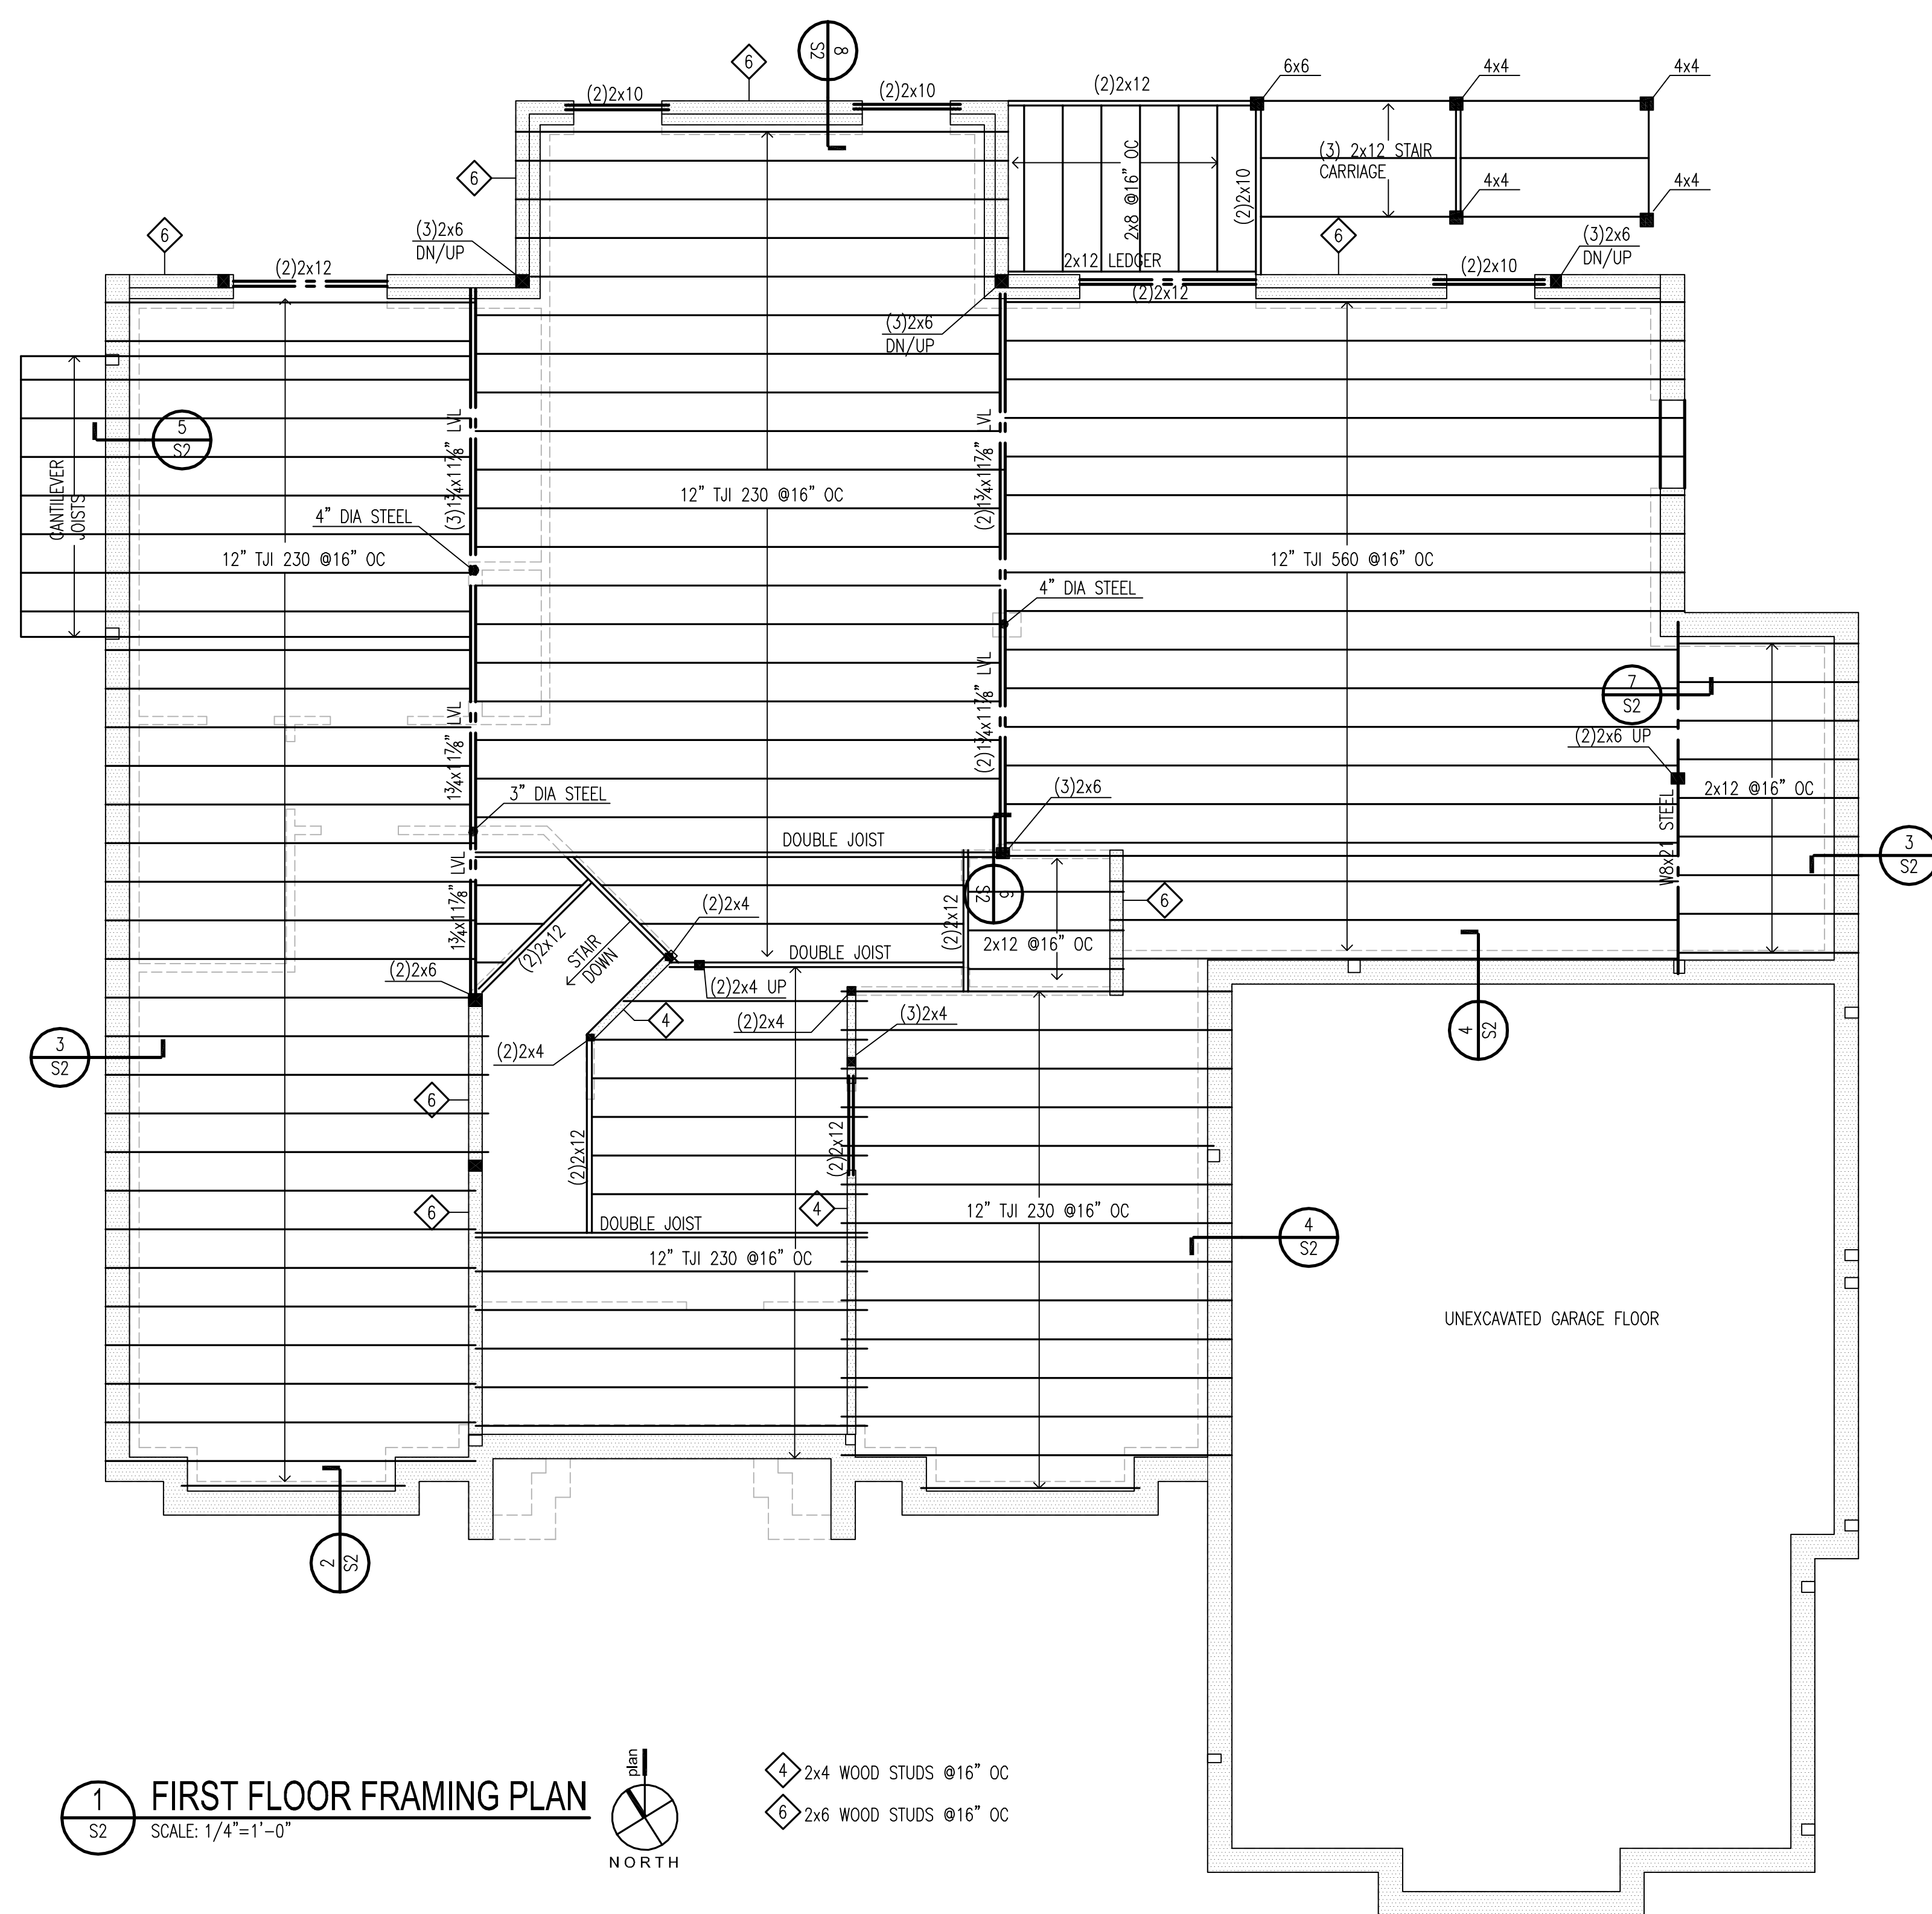 8
S2
6
(2)2x10
(2)2x10
(2)2x12
6x6
4x4
4x4
6
(3) 2x12 STAIR
CARRIAGE
2x8 @16" OC
(2)2x10
4x4
4x4
6
(3)2x6
DN/UP
6
(3)2x6
DN/UP
(2)2x12
2x12 LEDGER
(2)2x10
(2)2x12
(3)2x6
DN/UP
5
S2
CANTILEVER
JOISTS
(3)1¾x11⅞" LVL
(2)1¾x11⅞" LVL
12" TJI 230 @16" OC
4" DIA STEEL
12" TJI 230 @16" OC
12" TJI 560 @16" OC
4" DIA STEEL
(2)1¾x11⅞" LVL
7
S2
1¾x11⅞" LVL
(2)2x6 UP
3" DIA STEEL
(3)2x6
2x12 @16" OC
W8x21 STEEL
DOUBLE JOIST
3
S2
1¾x11⅞" LVL
6
S2
(2)2x4
6
(2)2x12
STAIR
DOWN
(2)2x12
2x12 @16" OC
DOUBLE JOIST
(2)2x6
(2)2x4 UP
4
(2)2x4
(3)2x4
4
S2
3
S2
(2)2x4
6
(2)2x12
(2)2x12
6
4
12" TJI 230 @16" OC
DOUBLE JOIST
4
S2
12" TJI 230 @16" OC
UNEXCAVATED GARAGE FLOOR
2
S2
1
S2
FIRST FLOOR FRAMING PLAN
SCALE: 1/4"=1'-0"
plan
NORTH
4 2x4 WOOD STUDS @16" OC
6 2x6 WOOD STUDS @16" OC